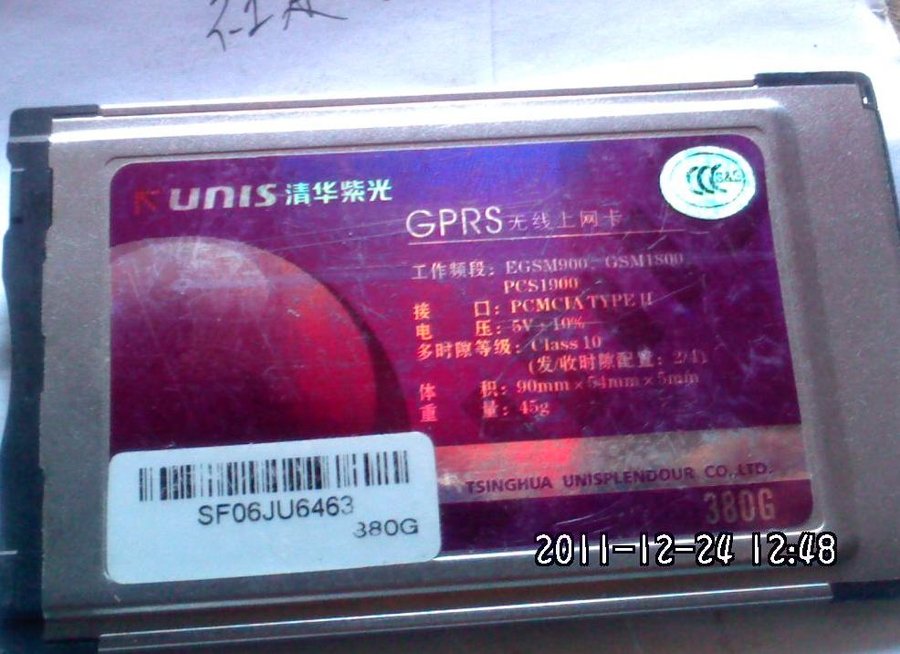 UNIS 清华紫光
S&E
GPRS 无线上网卡
工作频段：EGSM900、GSM1800
PCS1900
接 口：PCMCIA TYPE II
电 压：5V±10%
多时隙等级：Class 10
(发/收时隙配置：2/4)
体 积：90mm×54mm×5mm
重 量：45g
TSINGHUA UNISPLENDOUR CO.,LTD.
380G
SF06JU6463
380G
2011-12-24 12:48